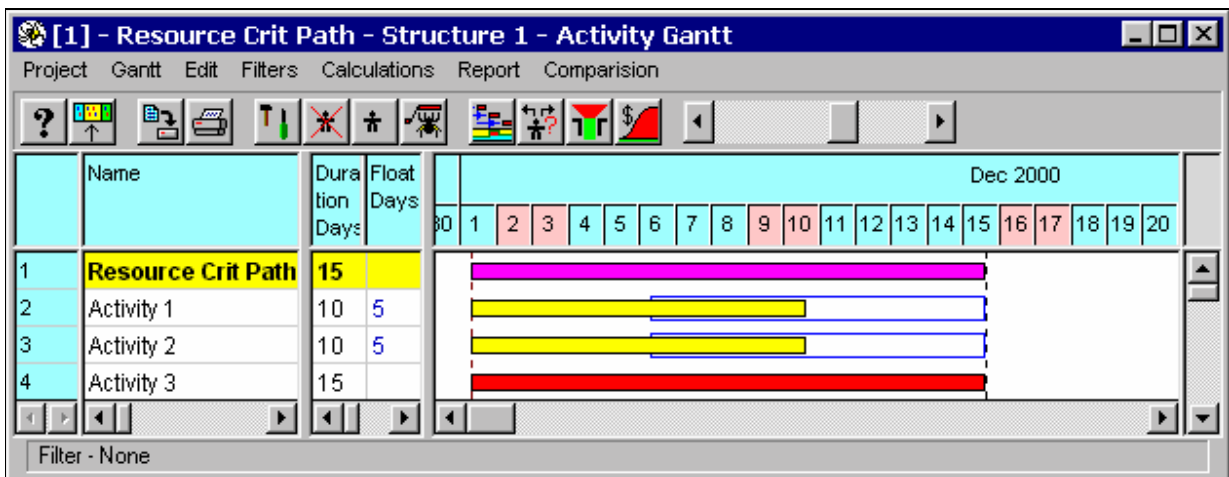 [1] - Resource Crit Path - Structure 1 - Activity Gantt
Project Gantt Edit Filters Calculations Report Comparision
Name Dura Float Dec 2000
tion Days
Days
30 1 2 3 4 5 6 7 8 9 10 11 12 13 14 15 16 17 18 19 20
1 Resource Crit Path 15
2 Activity 1 10 5
3 Activity 2 10 5
4 Activity 3 15
Filter - None